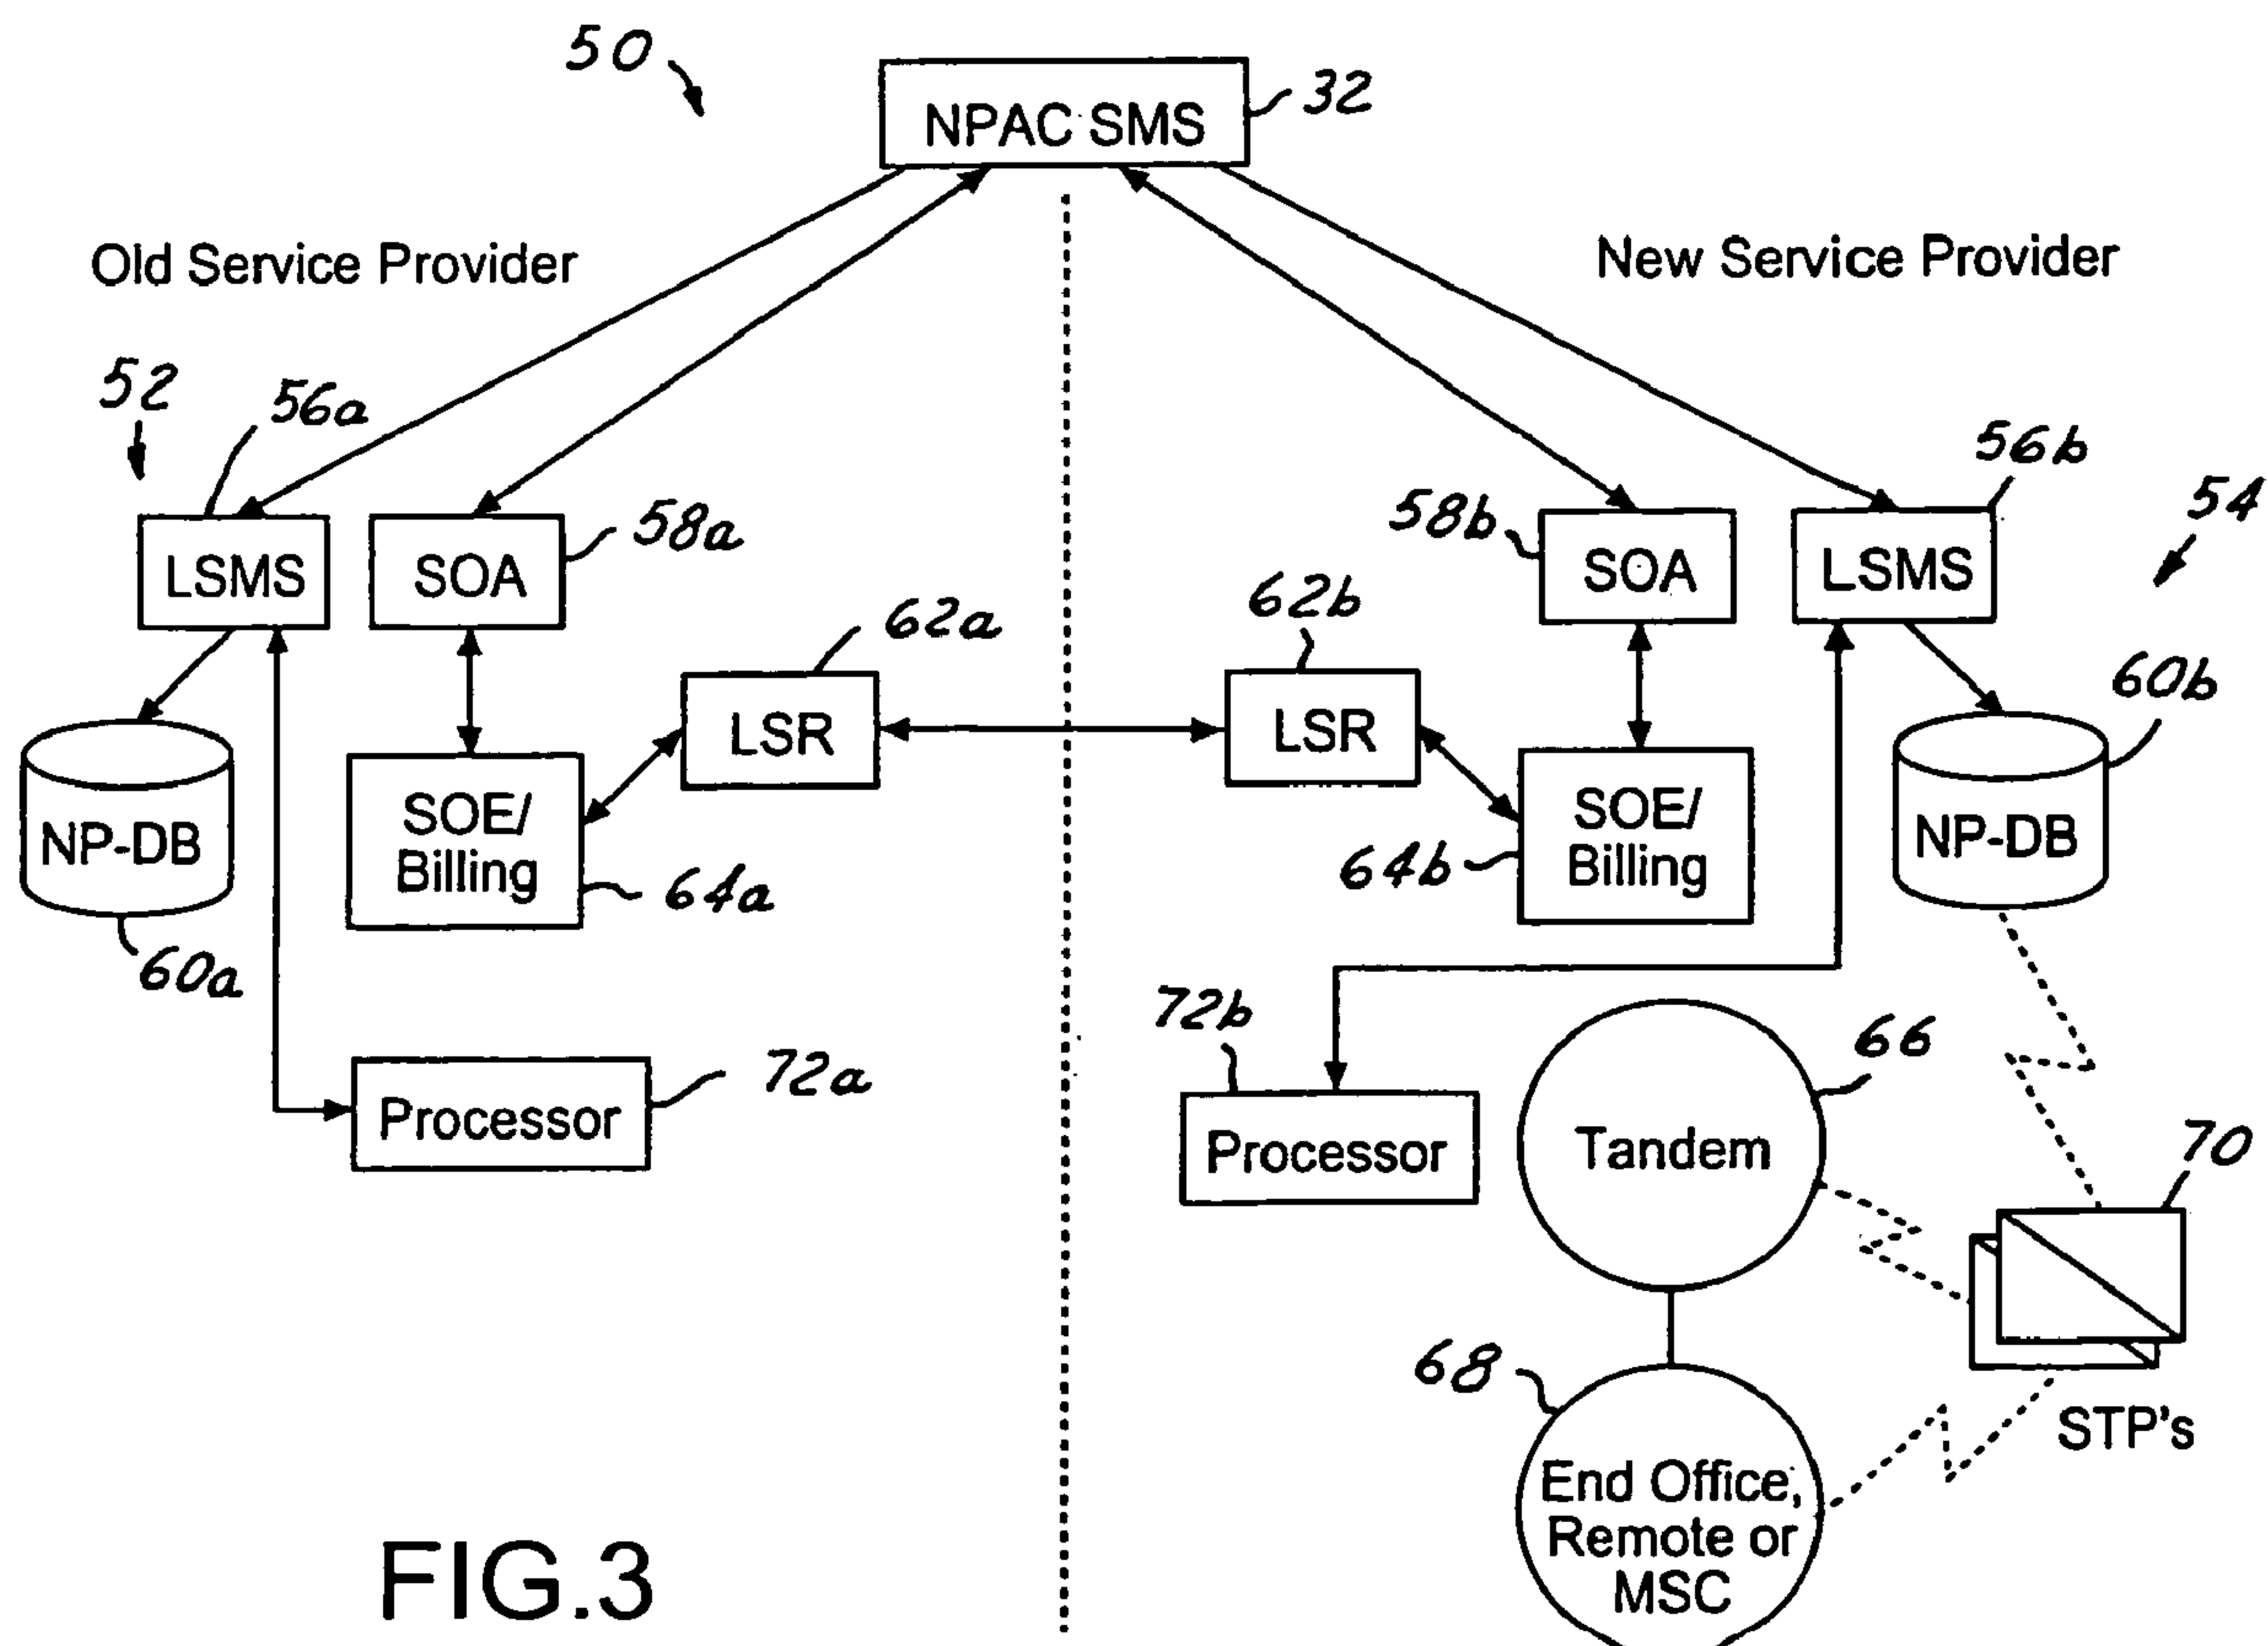 50
NPAC SMS
32
Old Service Provider
New Service Provider
52
56a
56b
54
LSMS
SOA
58a
58b
SOA
LSMS
62a
62b
60b
LSR
LSR
NP-DB
SOE/
Billing
64a
64b
SOE/
Billing
NP-DB
60a
72b
66
Processor
72a
Processor
Tandem
70
68
STP's
End Office,
Remote or
MSC
FIG.3